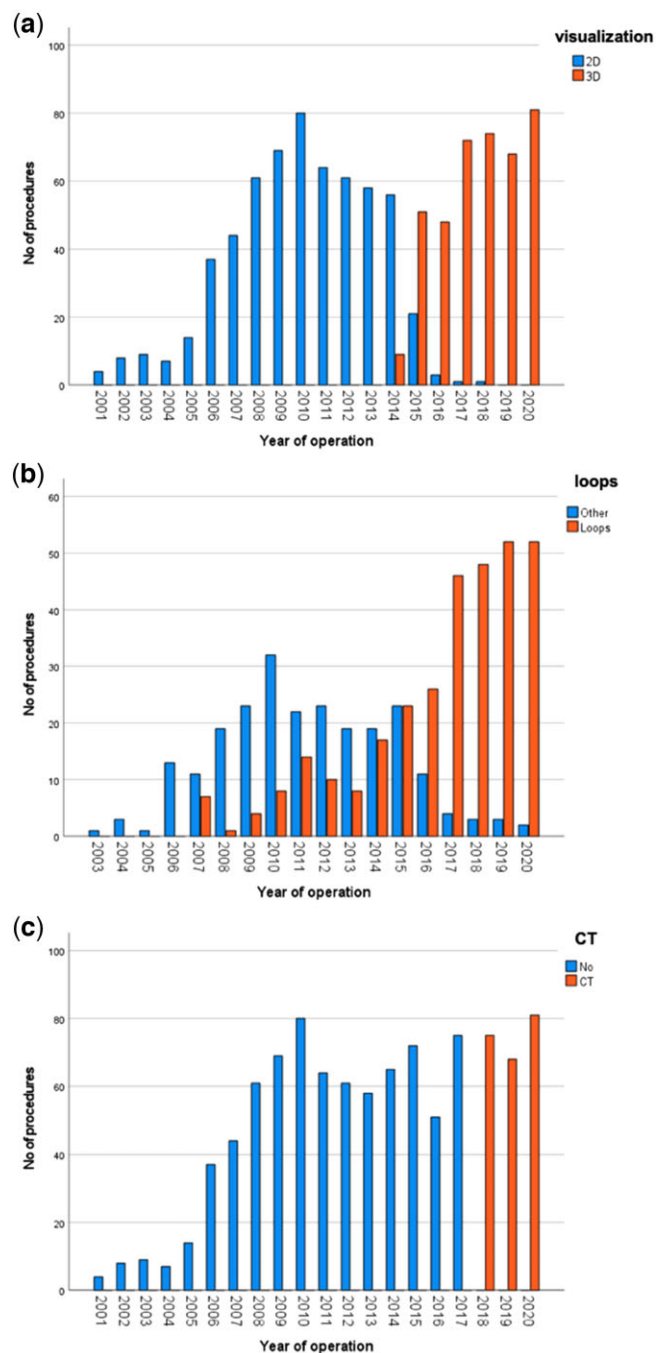 (a)
visualization
2D
3D
100
80
60
40
20
0
No of procedures
2001 2002 2003 2004 2005 2006 2007 2008 2009 2010 2011 2012 2013 2014 2015 2016 2017 2018 2019 2020
Year of operation
(b)
loops
Other
Loops
60
50
40
30
20
10
0
No of procedures
2003 2004 2005 2006 2007 2008 2009 2010 2011 2012 2013 2014 2015 2016 2017 2018 2019 2020
Year of operation
(c)
CT
No
CT
100
80
60
40
20
0
No of procedures
2001 2002 2003 2004 2005 2006 2007 2008 2009 2010 2011 2012 2013 2014 2015 2016 2017 2018 2019 2020
Year of operation